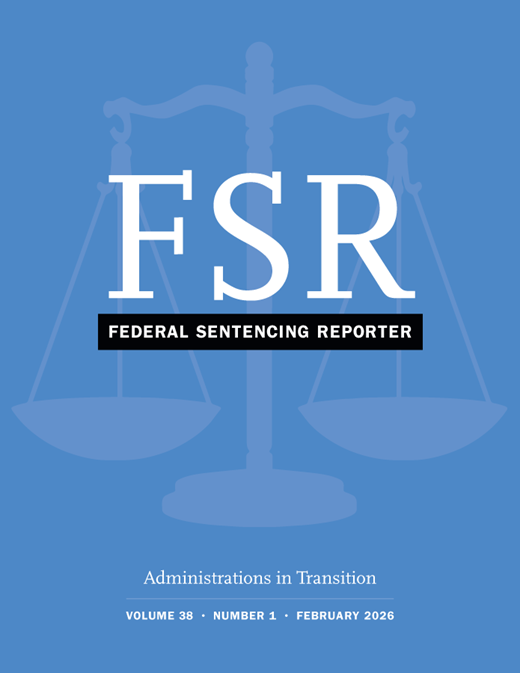 FSR
FEDERAL SENTENCING REPORTER
Administrations in Transition
VOLUME 38 • NUMBER 1 • FEBRUARY 2026